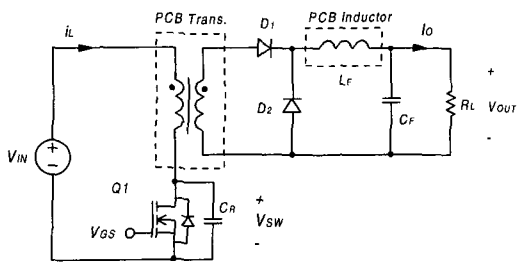 PCB Trans.
PCB Inductor
iL
D1
IO
LF
D2
CF
RL
+
VOUT
-
VIN
+
-
Q1
CR
+
VSW
-
VGS